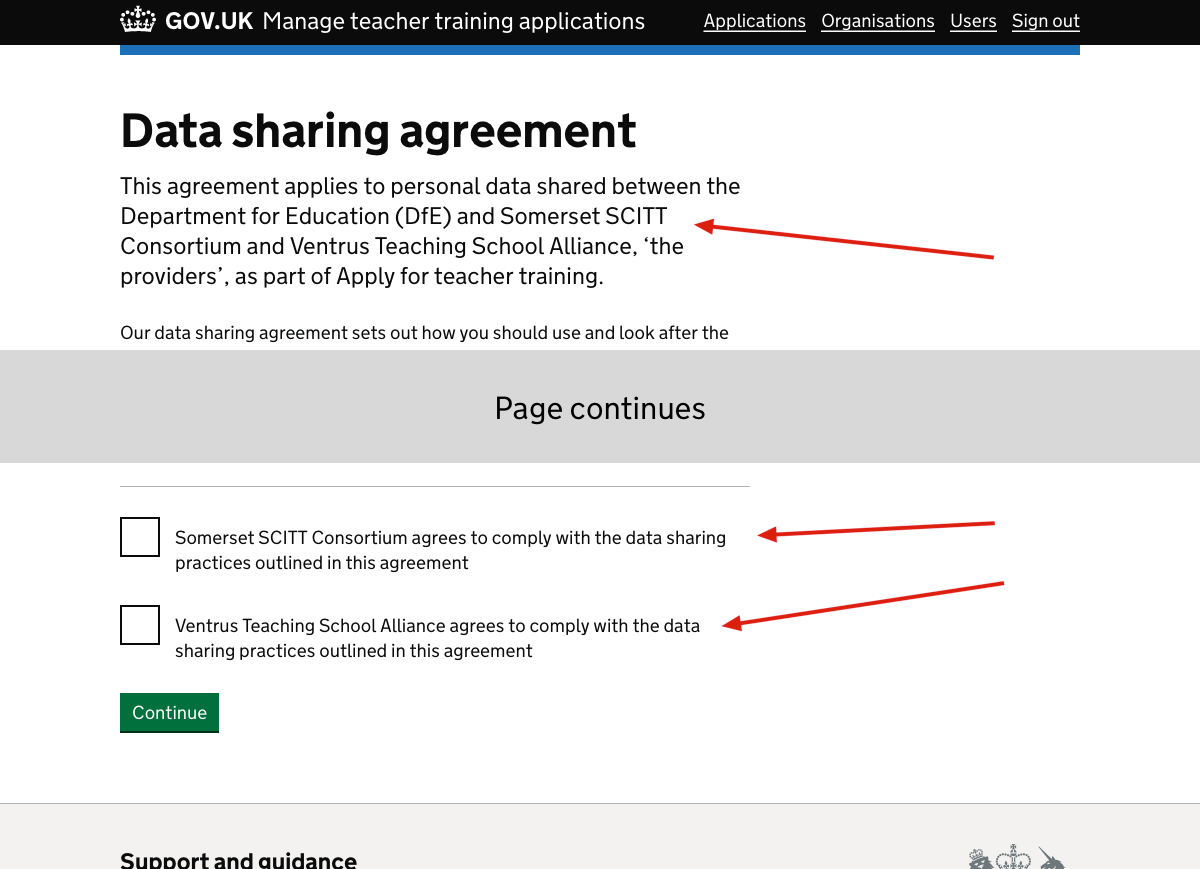 GOV.UK Manage teacher training applications Applications Organisations Users Sign out
Data sharing agreement
This agreement applies to personal data shared between the
Department for Education (DfE) and Somerset SCITT
Consortium and Ventrus Teaching School Alliance, ‘the
providers’, as part of Apply for teacher training.
Our data sharing agreement sets out how you should use and look after the
Page continues
Somerset SCITT Consortium agrees to comply with the data sharing
practices outlined in this agreement
Ventrus Teaching School Alliance agrees to comply with the data
sharing practices outlined in this agreement
Continue
Support and guidance